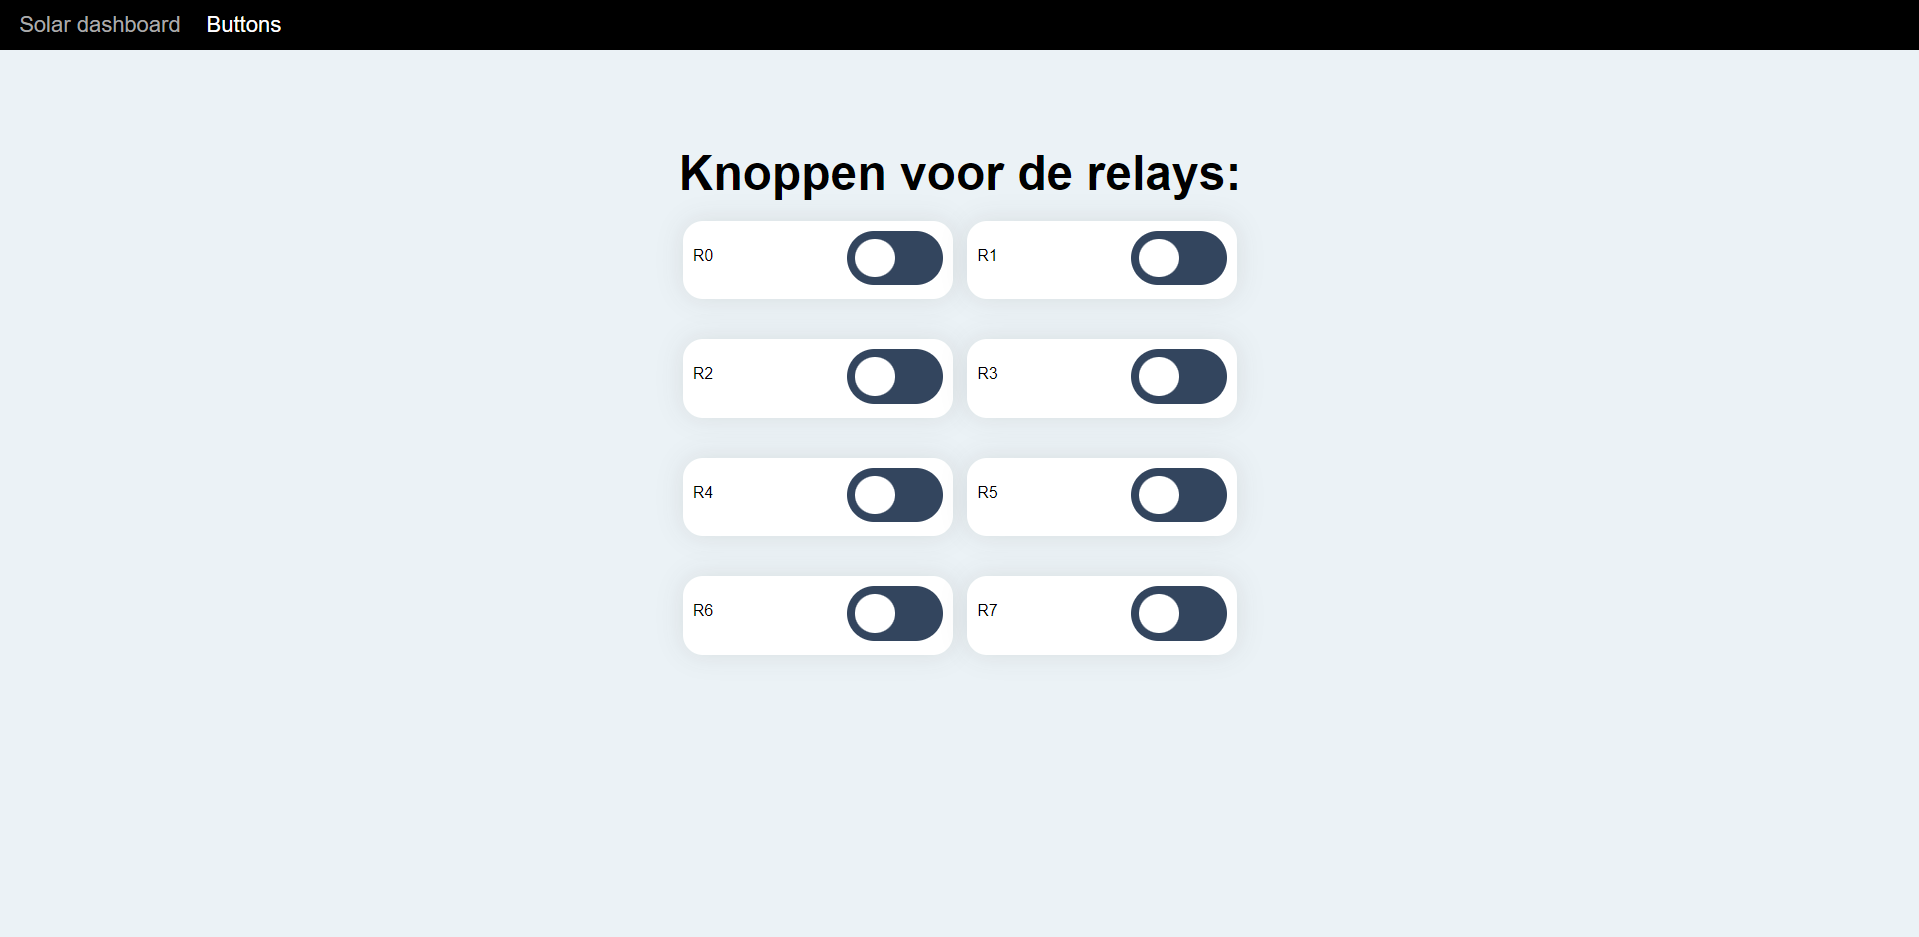 Solar dashboard Buttons
Knoppen voor de relays:
R0 R1
R2 R3
R4 R5
R6 R7